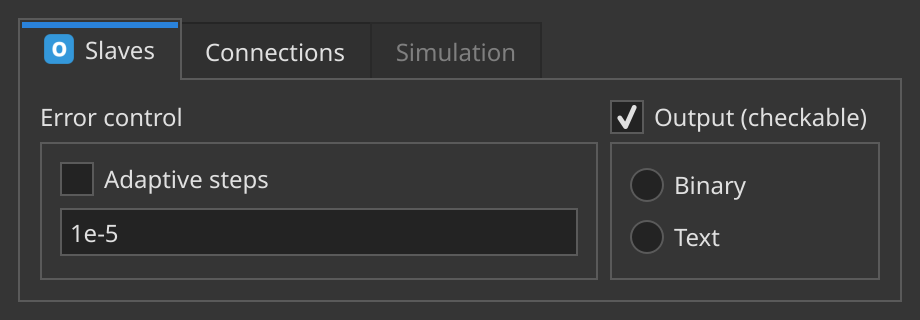 O Slaves Connections Simulation
Error control
Output (checkable)
Adaptive steps
1e-5
Binary
Text